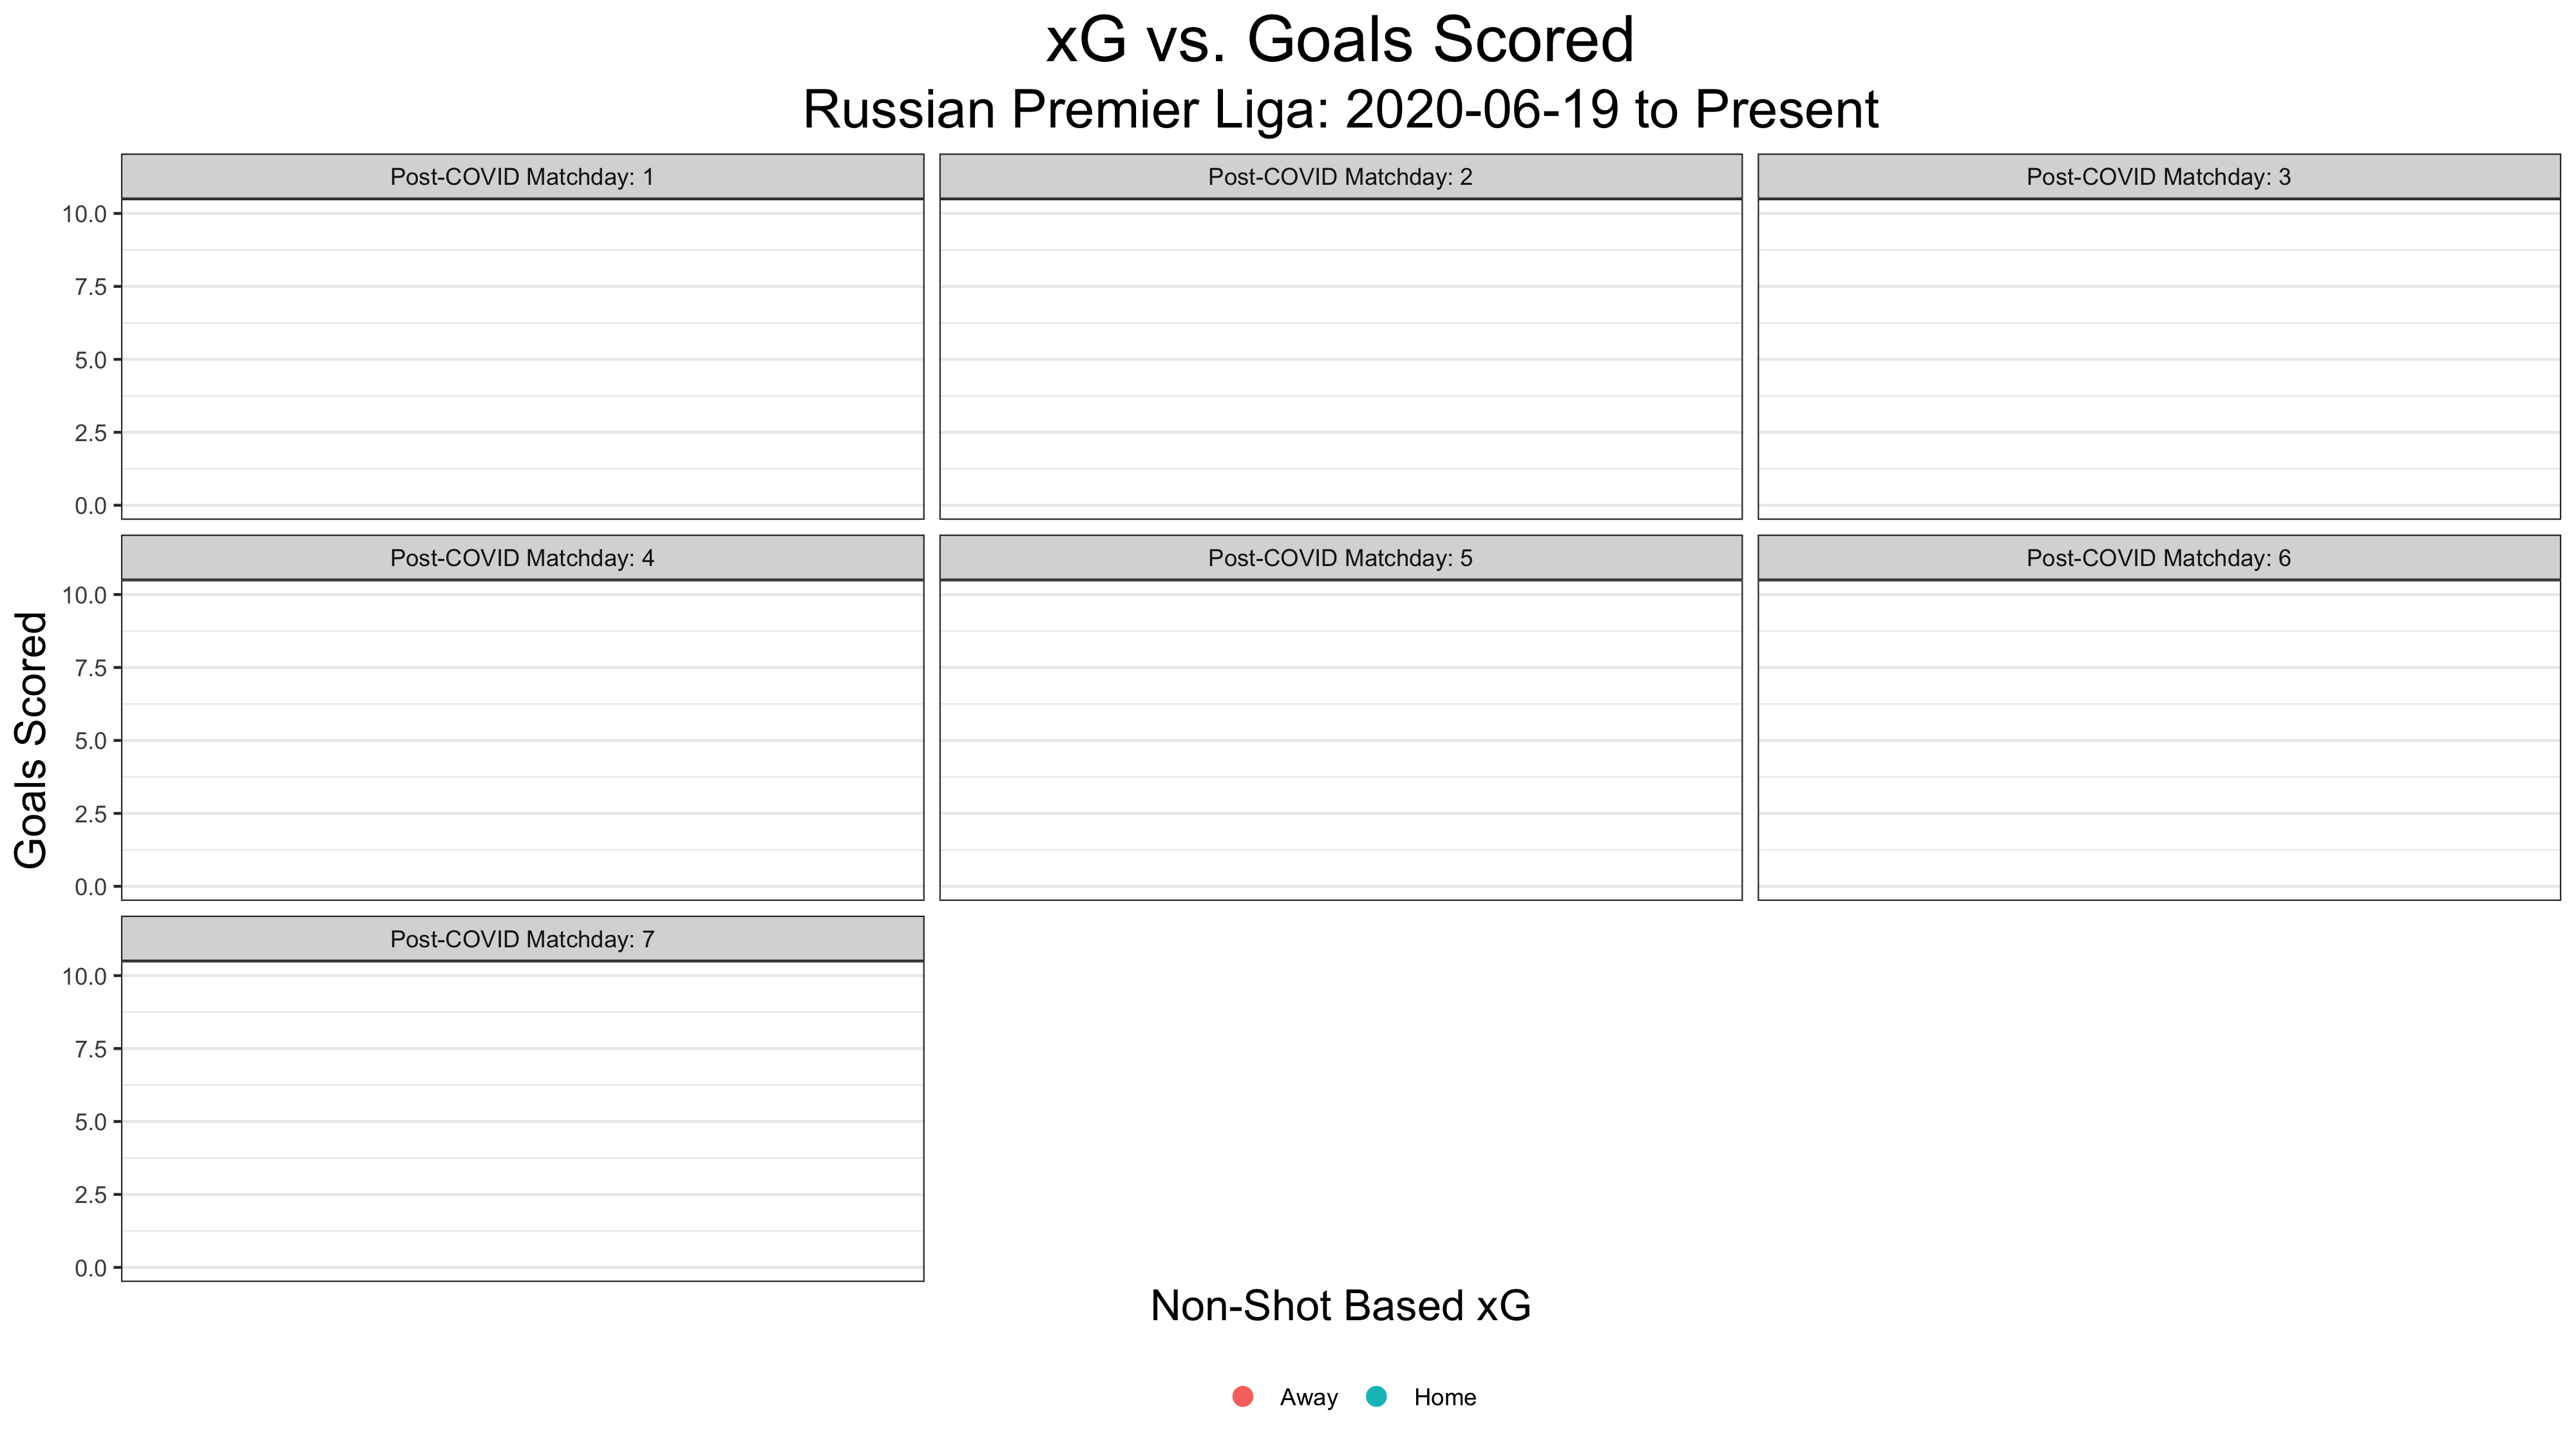 xG vs. Goals Scored
Russian Premier Liga: 2020-06-19 to Present
Post-COVID Matchday: 1
Post-COVID Matchday: 2
Post-COVID Matchday: 3
10.0
7.5
5.0
2.5
0.0
Post-COVID Matchday: 4
Post-COVID Matchday: 5
Post-COVID Matchday: 6
10.0
7.5
5.0
2.5
0.0
Goals Scored
Post-COVID Matchday: 7
10.0
7.5
5.0
2.5
0.0
Non-Shot Based xG
Away
Home